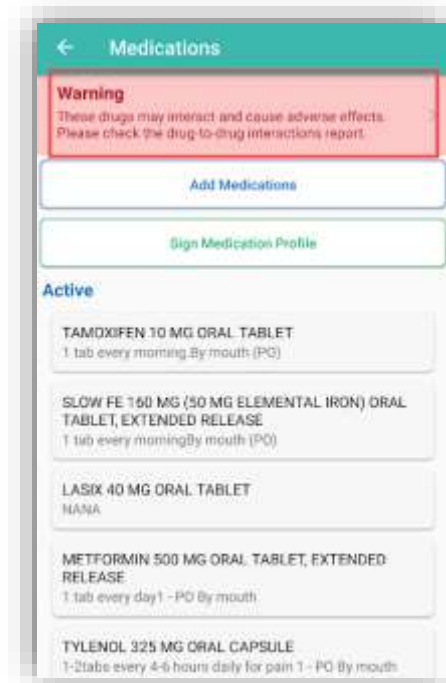 Medications
Warning
These drugs may interact and cause adverse effects.
Please check the drug-to-drug interactions report.
Add Medications
Sign Medication Profile
Active
TAMOXIFEN 10 MG ORAL TABLET
1 tab every morning.By mouth (PO)
SLOW FE 160 MG (50 MG ELEMENTAL IRON) ORAL
TABLET, EXTENDED RELEASE
1 tab every morningBy mouth (PO)
LASIX 40 MG ORAL TABLET
NANA
METFORMIN 500 MG ORAL TABLET, EXTENDED
RELEASE
1 tab every day1 - PO By mouth
TYLENOL 325 MG ORAL CAPSULE
1-2tabs every 4-6 hours daily for pain 1 - PO By mouth